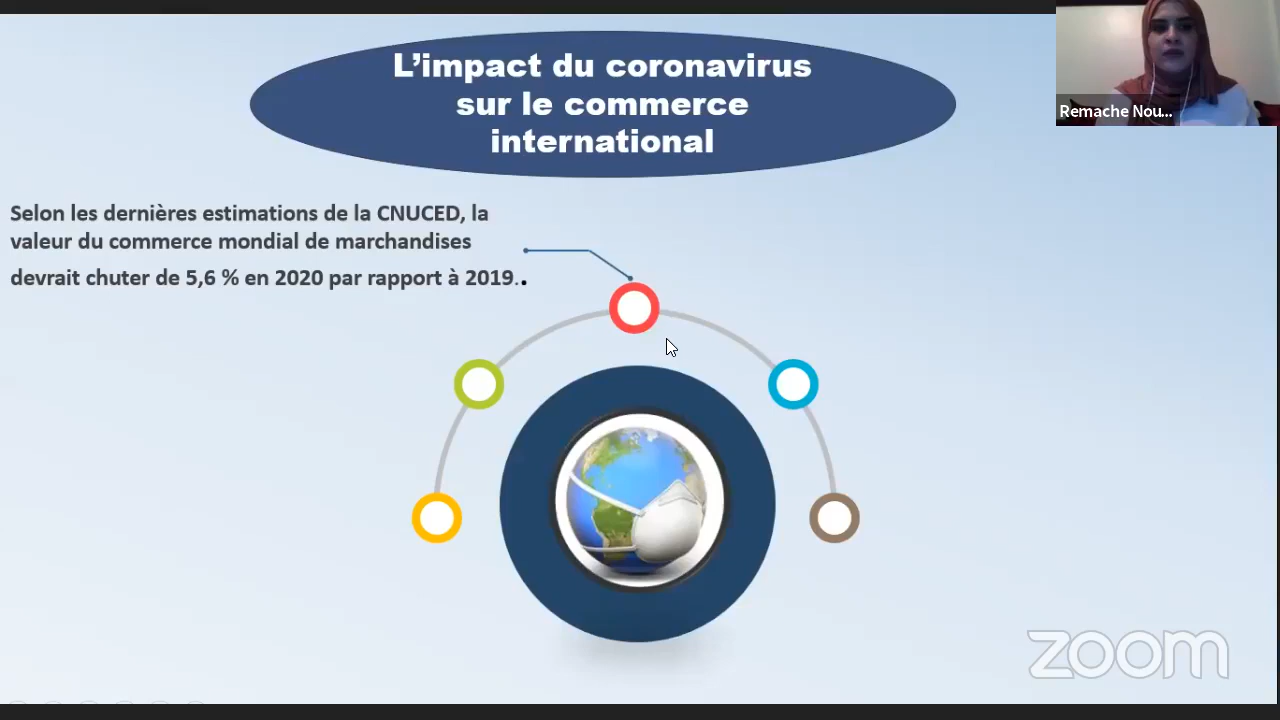 L’impact du coronavirus
sur le commerce
international
Remache Nou...
Selon les dernières estimations de la CNUCED, la
valeur du commerce mondial de marchandises
devrait chuter de 5,6 % en 2020 par rapport à 2019..
zoom